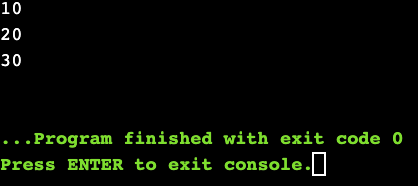 10
20
30
...Program finished with exit code 0
Press ENTER to exit console.